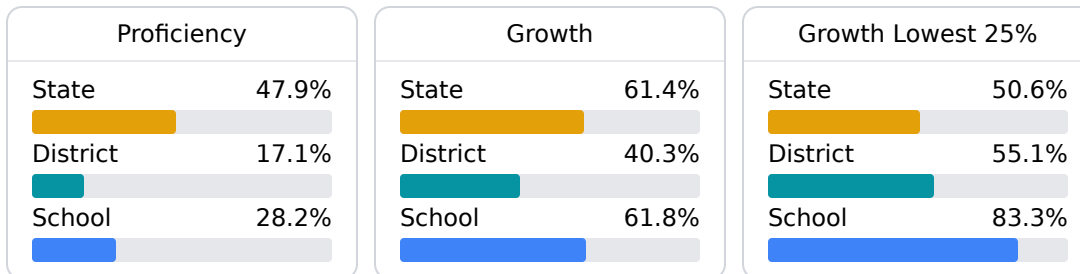 Proficiency
State 47.9%
District 17.1%
School 28.2%
Growth
State 61.4%
District 40.3%
School 61.8%
Growth Lowest 25%
State 50.6%
District 55.1%
School 83.3%